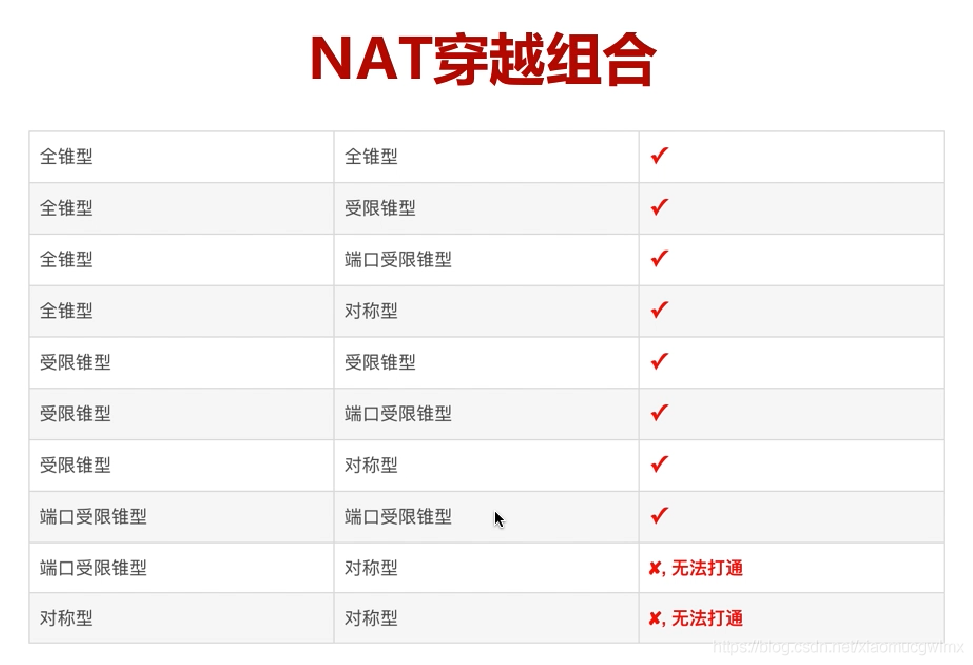 NAT穿越组合
全锥型 全锥型 ✓
全锥型 受限锥型 ✓
全锥型 端口受限锥型 ✓
全锥型 对称型 ✓
受限锥型 受限锥型 ✓
受限锥型 端口受限锥型 ✓
受限锥型 对称型 ✓
端口受限锥型 端口受限锥型 ✓
端口受限锥型 对称型 ✘, 无法打通
对称型 对称型 ✘, 无法打通